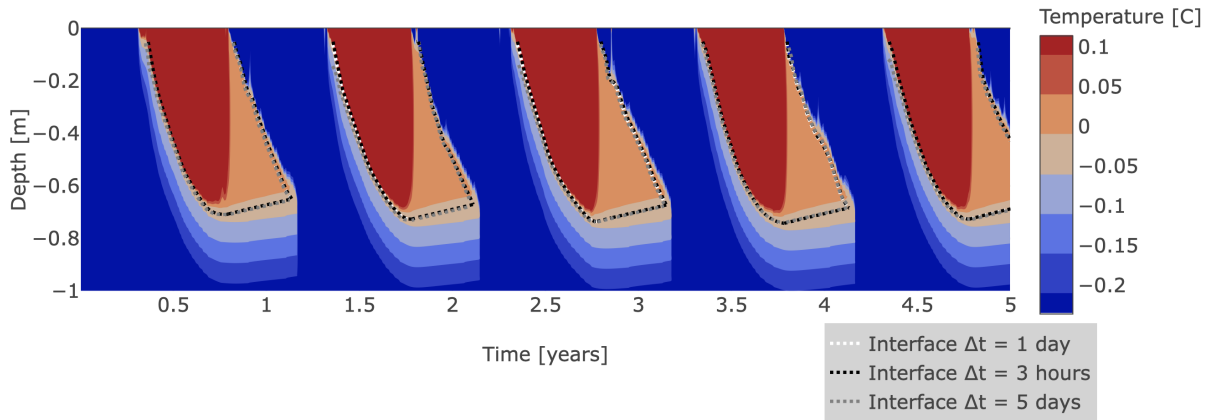 Temperature [C]
0
−0.2
−0.4
−0.6
−0.8
−1
Depth [m]
0.5 1 1.5 2 2.5 3 3.5 4 4.5 5
Time [years]
0.1
0.05
0
−0.05
−0.1
−0.15
−0.2
Interface Δt = 1 day
Interface Δt = 3 hours
Interface Δt = 5 days